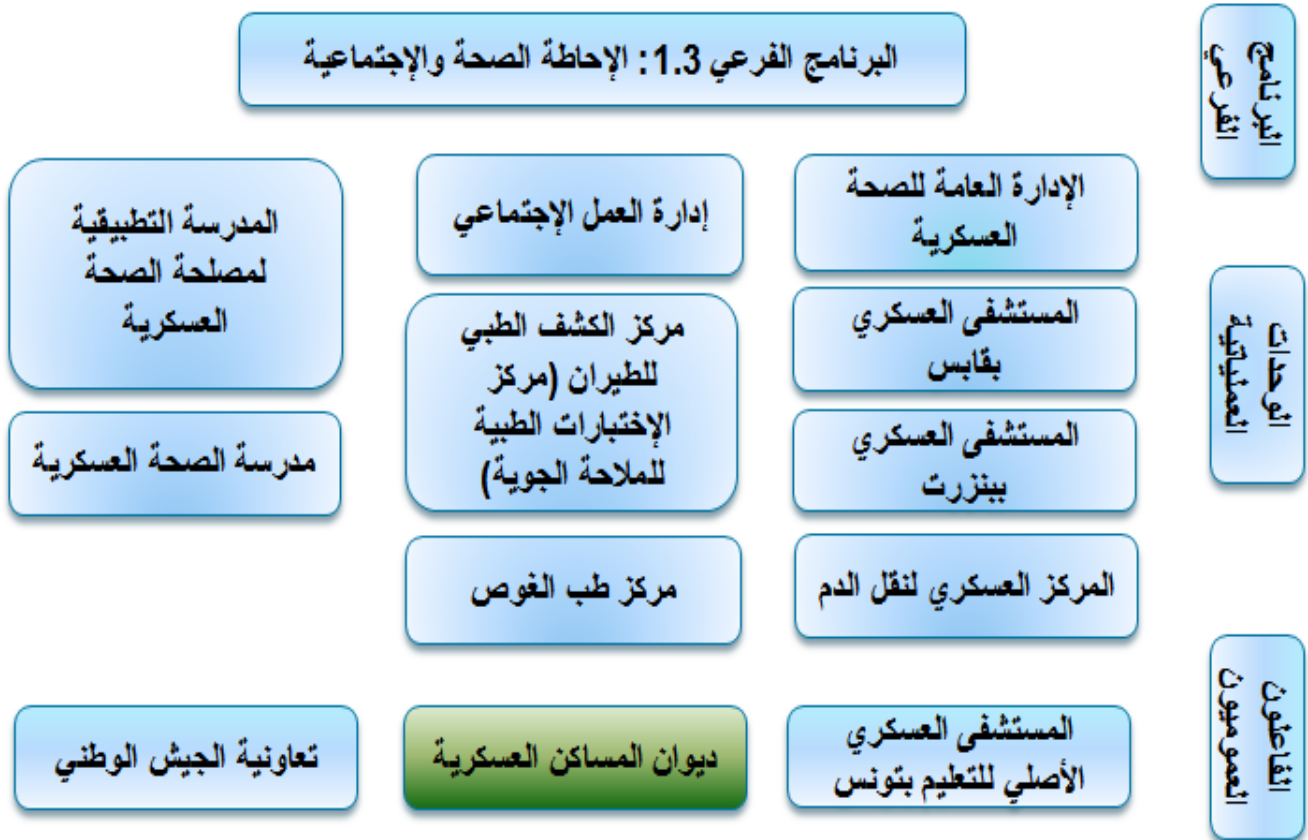 البرنامج الفرعي 1.3: الإحاطة الصحة والإجتماعية
البرنامج
الفرعي
الإدارة العامة للصحة
العسكرية
إدارة العمل الإجتماعي
المدرسة التطبيقية
لمصلحة الصحة
العسكرية
الوحدات
العملياتية
المستشفى العسكري
بقابس
مركز الكشف الطبي
للطيران (مركز
الإختبارات الطبية
للملاحة الجوية)
مدرسة الصحة العسكرية
المستشفى العسكري
ببنزرت
المركز العسكري لنقل الدم
مركز طب الغوص
الفاعلون
العموميون
المستشفى العسكري
الأصلي للتعليم بتونس
ديوان المساكن العسكرية
تعاونية الجيش الوطني